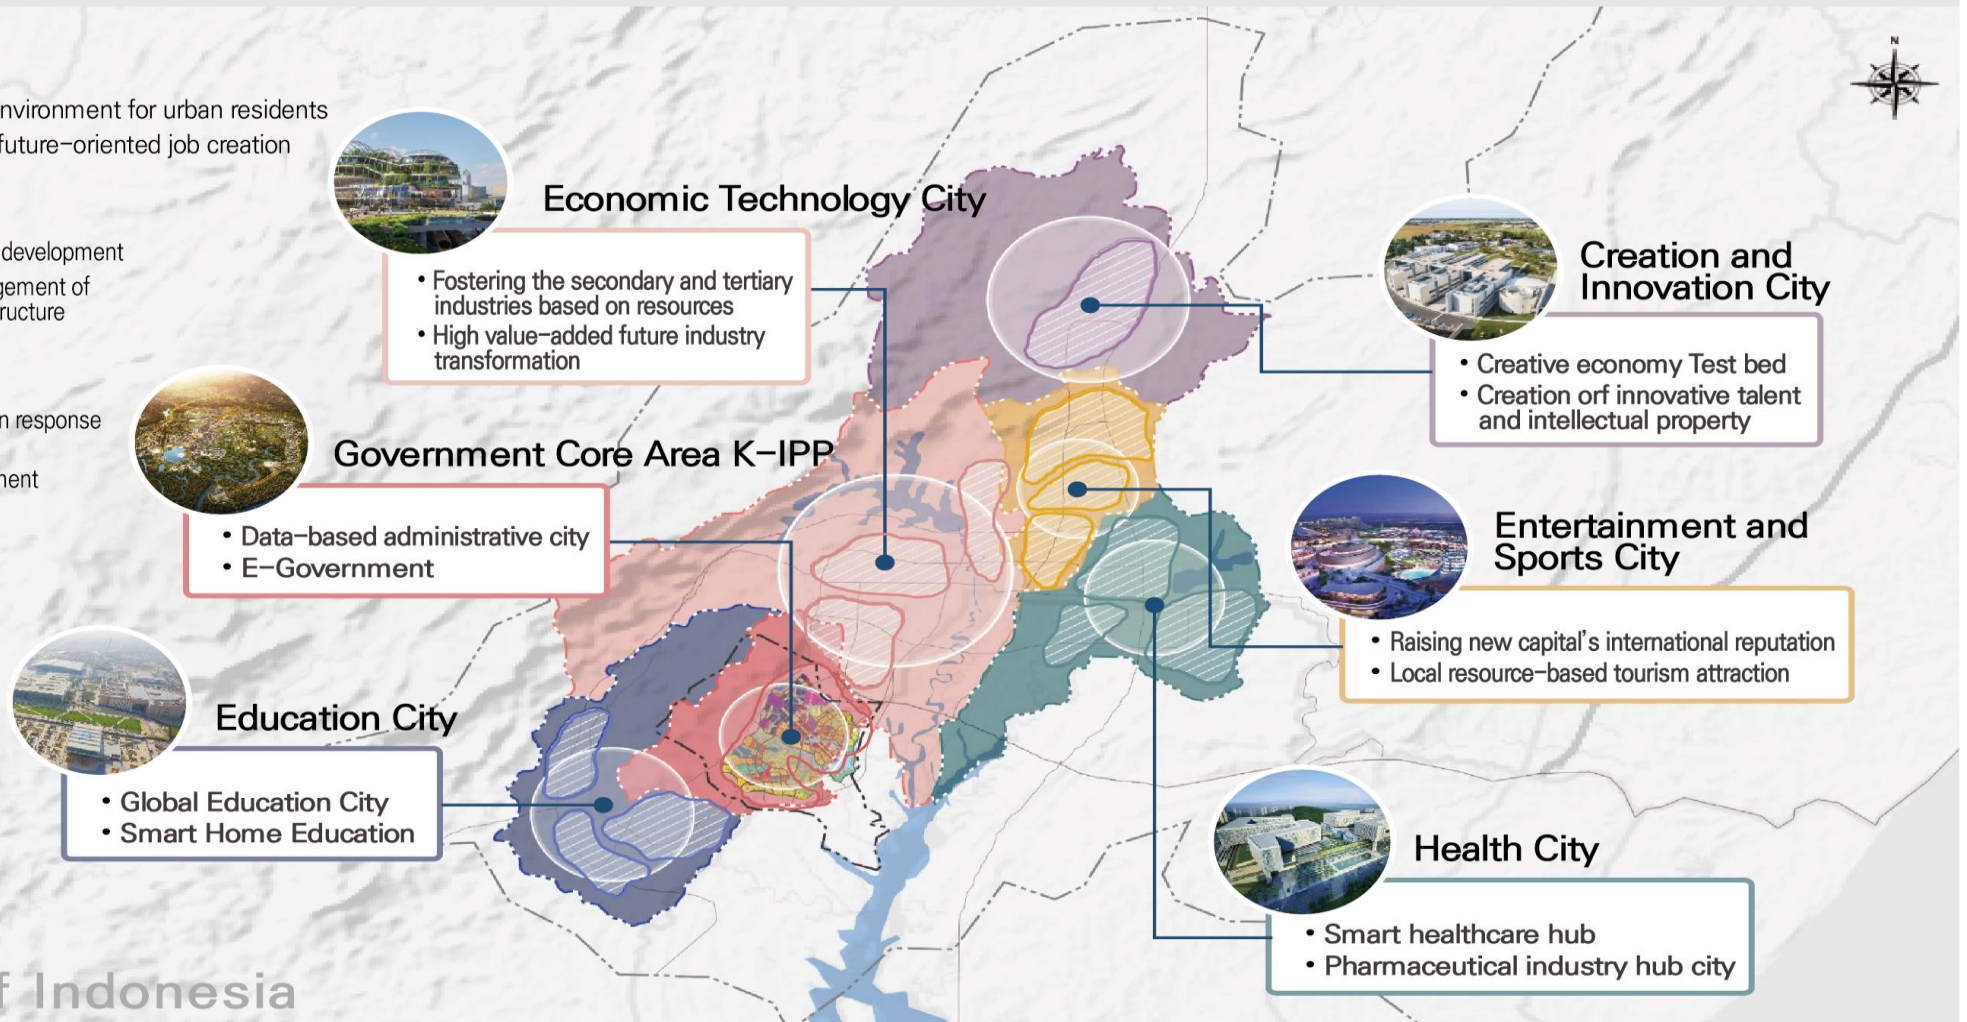 nvironment for urban residents
future-oriented job creation
development
gement of
ructure
n response
nent
Economic Technology City
• Fostering the secondary and tertiary
industries based on resources
• High value-added future industry
transformation
Government Core Area K-IPP
• Data-based administrative city
• E-Government
Education City
• Global Education City
• Smart Home Education
N
Creation and
Innovation City
• Creative economy Test bed
• Creation orf innovative talent
and intellectual property
Entertainment and
Sports City
• Raising new capital's international reputation
• Local resource-based tourism attraction
Health City
• Smart healthcare hub
• Pharmaceutical industry hub city
f Indonesia